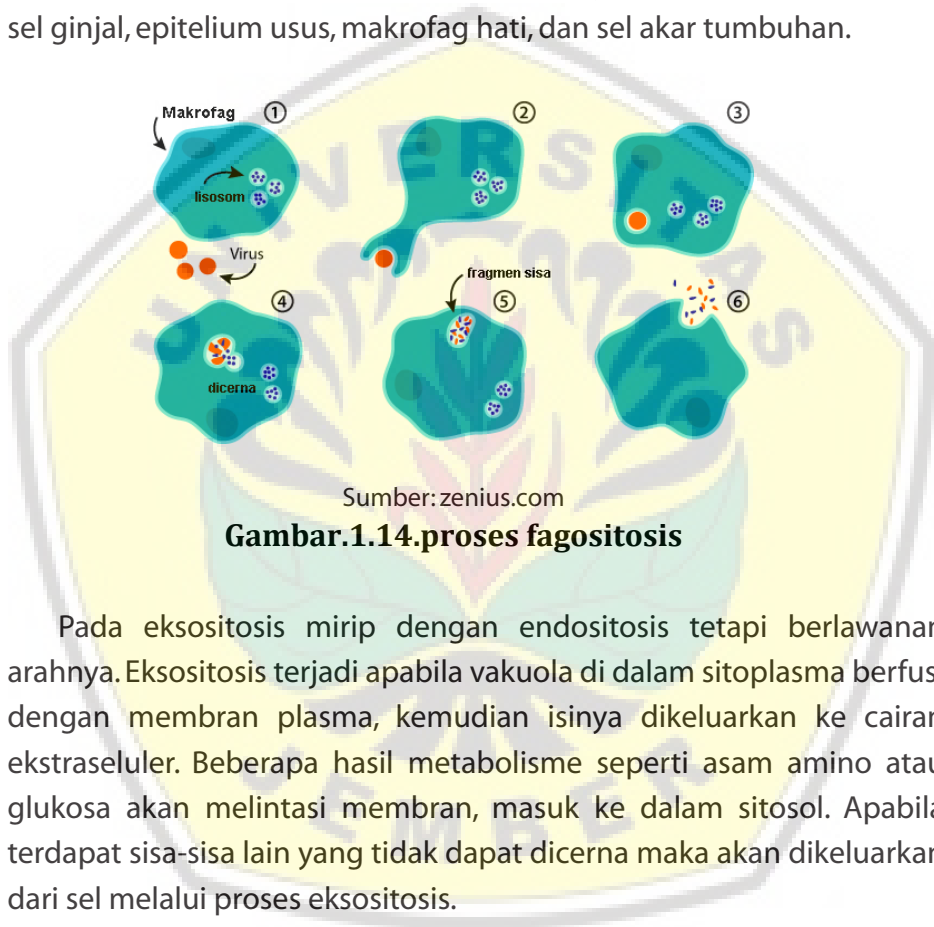 sel ginjal, epitelium usus, makrofag hati, dan sel akar tumbuhan.
Makrofag
①
lisosom
Virus
②
③
④
dicerna
fragmen sisa
⑤
⑥
Sumber: zenius.com
Gambar.1.14.proses fagositosis
Pada eksositosis mirip dengan endositosis tetapi berlawanan
arahnya. Eksositosis terjadi apabila vakuola di dalam sitoplasma berfus
dengan membran plasma, kemudian isinya dikeluarkan ke cairan
ekstraseluler. Beberapa hasil metabolisme seperti asam amino atau
glukosa akan melintasi membran, masuk ke dalam sitosol. Apabila
terdapat sisa-sisa lain yang tidak dapat dicerna maka akan dikeluarkan
dari sel melalui proses eksositosis.
UNIVERSITAS
JEMBER